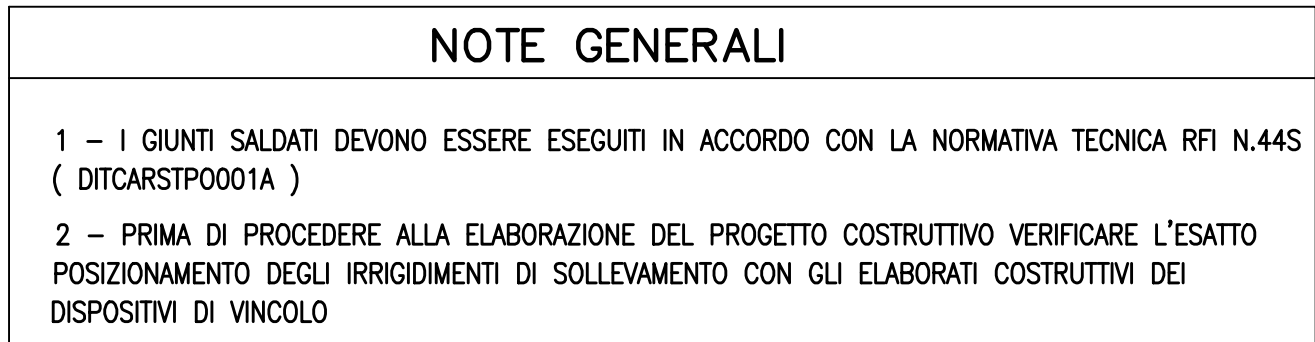 NOTE GENERALI
1 – I GIUNTI SALDATI DEVONO ESSERE ESEGUITI IN ACCORDO CON LA NORMATIVA TECNICA RFI N.44S
( DITCARSTPO001A )
2 – PRIMA DI PROCEDERE ALLA ELABORAZIONE DEL PROGETTO COSTRUTTIVO VERIFICARE L'ESATTO
POSIZIONAMENTO DEGLI IRRIGIDIMENTI DI SOLLEVAMENTO CON GLI ELABORATI COSTRUTTIVI DEI
DISPOSITIVI DI VINCOLO